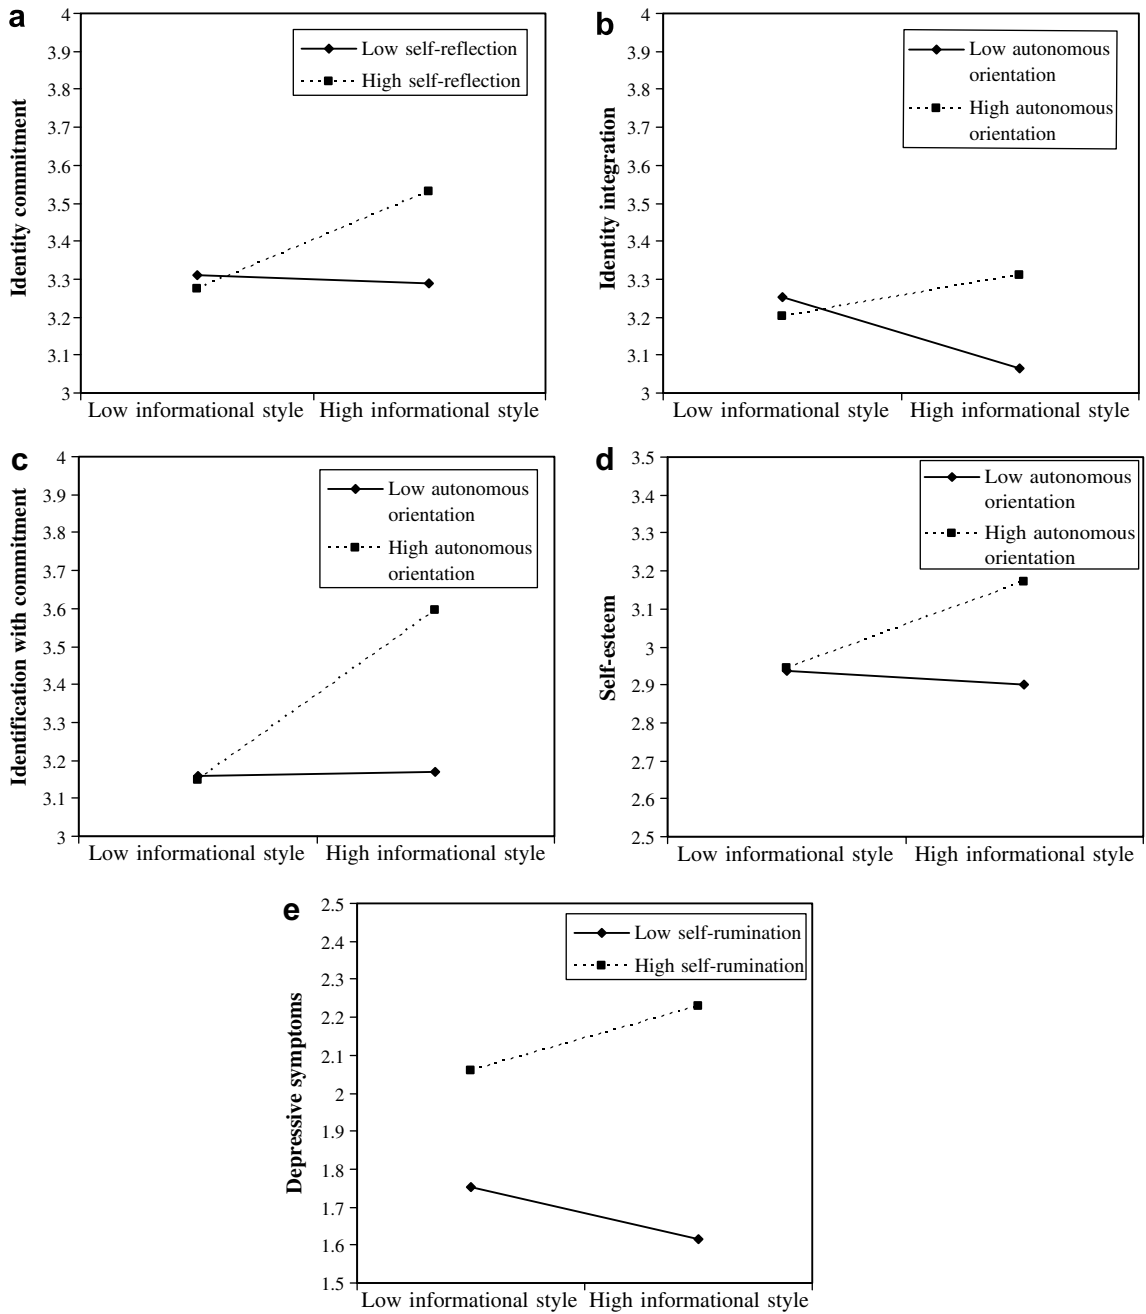 a
4
3.9
3.8
3.7
3.6
3.5
3.4
3.3
3.2
3.1
3
Identity commitment
Low self-reflection
High self-reflection
Low informational style
High informational style
b
4
3.9
3.8
3.7
3.6
3.5
3.4
3.3
3.2
3.1
3
Identity integration
Low autonomous
orientation
High autonomous
orientation
Low informational style
High informational style
c
4
3.9
3.8
3.7
3.6
3.5
3.4
3.3
3.2
3.1
3
Identification with commitment
Low autonomous
orientation
High autonomous
orientation
Low informational style
High informational style
d
3.5
3.4
3.3
3.2
3.1
3
2.9
2.8
2.7
2.6
2.5
Self-esteem
Low autonomous
orientation
High autonomous
orientation
Low informational style
High informational style
e
2.5
2.4
2.3
2.2
2.1
2
1.9
1.8
1.7
1.6
1.5
Depressive symptoms
Low self-rumination
High self-rumination
Low informational style
High informational style